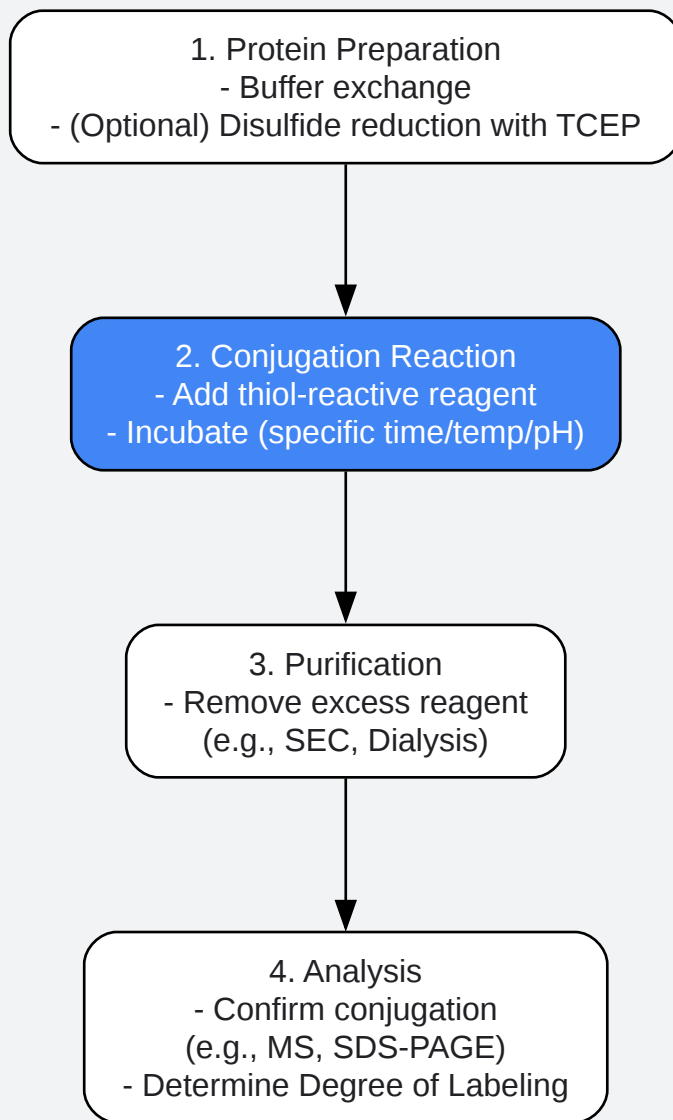 1. Protein Preparation
- Buffer exchange
- (Optional) Disulfide reduction with TCEP
2. Conjugation Reaction
- Add thiol-reactive reagent
- Incubate (specific time/temp/pH)
3. Purification
- Remove excess reagent
(e.g., SEC, Dialysis)
4. Analysis
- Confirm conjugation
(e.g., MS, SDS-PAGE)
- Determine Degree of Labeling